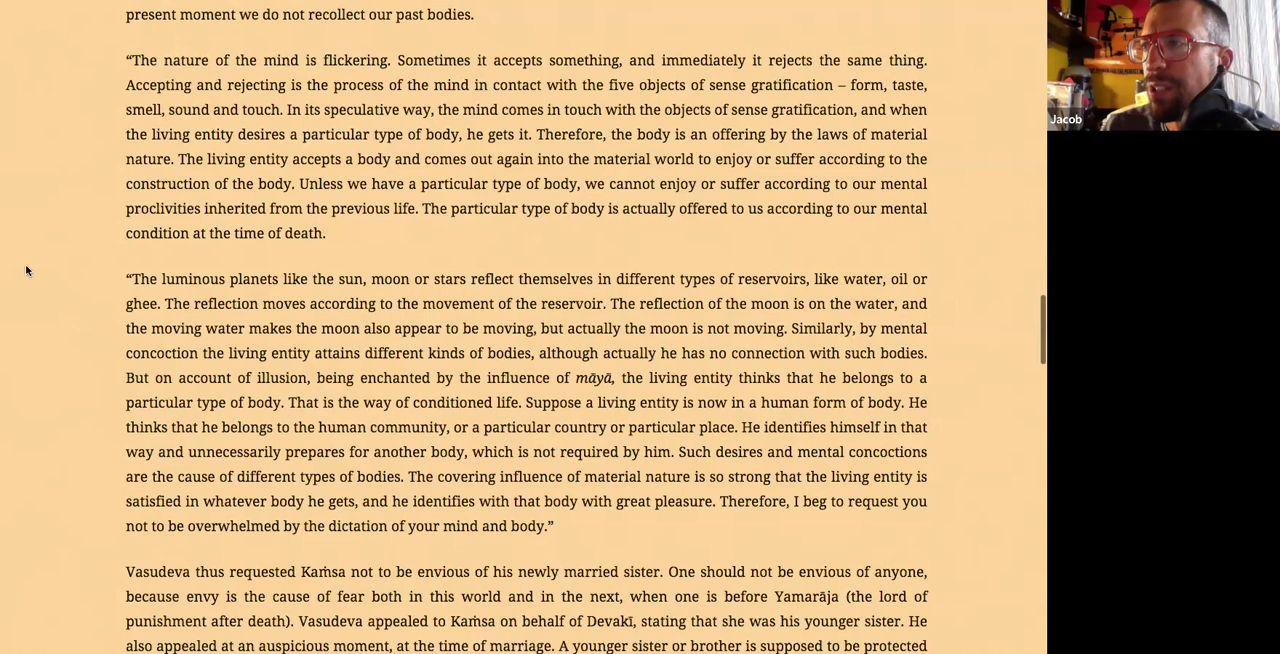 present moment we do not recollect our past bodies.
“The nature of the mind is flickering. Sometimes it accepts something, and immediately it rejects the same thing.
Accepting and rejecting is the process of the mind in contact with the five objects of sense gratification – form, taste,
smell, sound and touch. In its speculative way, the mind comes in touch with the objects of sense gratification, and when
the living entity desires a particular type of body, he gets it. Therefore, the body is an offering by the laws of material
nature. The living entity accepts a body and comes out again into the material world to enjoy or suffer according to the
construction of the body. Unless we have a particular type of body, we cannot enjoy or suffer according to our mental
proclivities inherited from the previous life. The particular type of body is actually offered to us according to our mental
condition at the time of death.
“The luminous planets like the sun, moon or stars reflect themselves in different types of reservoirs, like water, oil or
ghee. The reflection moves according to the movement of the reservoir. The reflection of the moon is on the water, and
the moving water makes the moon also appear to be moving, but actually the moon is not moving. Similarly, by mental
concoction the living entity attains different kinds of bodies, although actually he has no connection with such bodies.
But on account of illusion, being enchanted by the influence of māyā, the living entity thinks that he belongs to a
particular type of body. That is the way of conditioned life. Suppose a living entity is now in a human form of body. He
thinks that he belongs to the human community, or a particular country or particular place. He identifies himself in that
way and unnecessarily prepares for another body, which is not required by him. Such desires and mental concoctions
are the cause of different types of bodies. The covering influence of material nature is so strong that the living entity is
satisfied in whatever body he gets, and he identifies with that body with great pleasure. Therefore, I beg to request you
not to be overwhelmed by the dictation of your mind and body.”
Vasudeva thus requested Kaṁsa not to be envious of his newly married sister. One should not be envious of anyone,
because envy is the cause of fear both in this world and in the next, when one is before Yamarāja (the lord of
punishment after death). Vasudeva appealed to Kaṁsa on behalf of Devakī, stating that she was his younger sister. He
also appealed at an auspicious moment, at the time of marriage. A younger sister or brother is supposed to be protected
Jacob